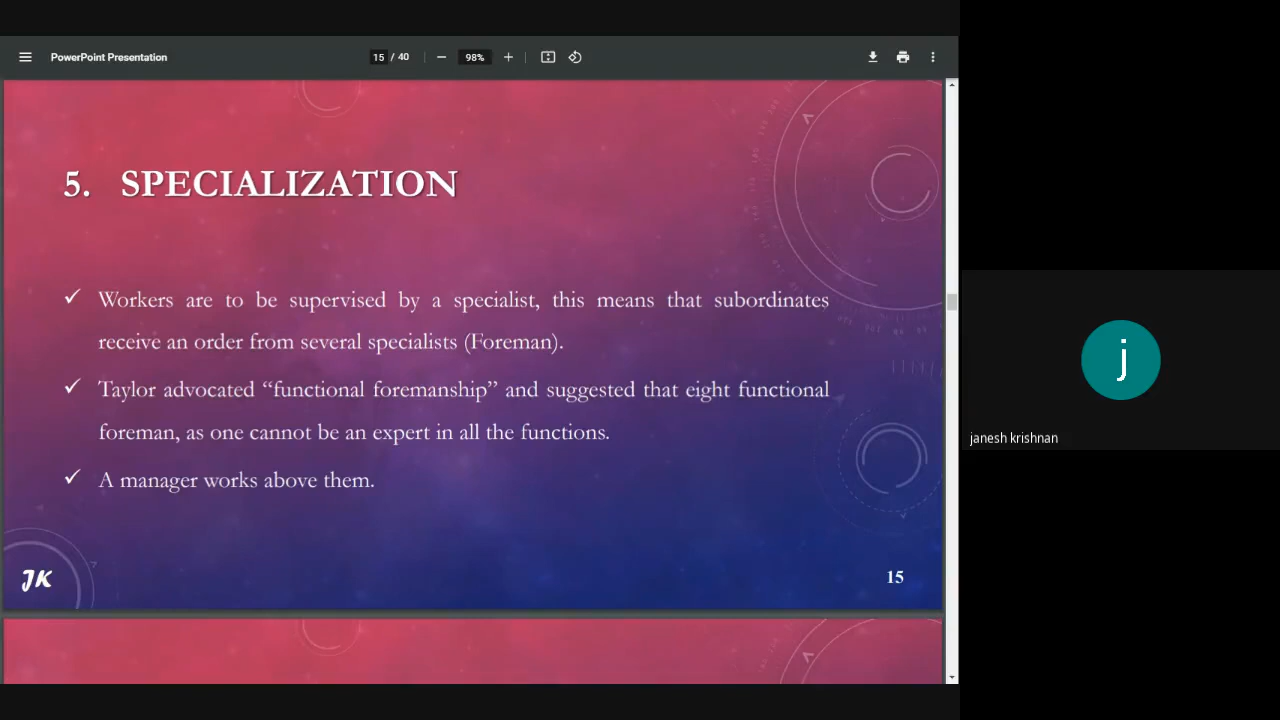 PowerPoint Presentation
15 / 40
98%
5. SPECIALIZATION
✓ Workers are to be supervised by a specialist, this means that subordinates
receive an order from several specialists (Foreman).
✓ Taylor advocated “functional foremanship” and suggested that eight functional
foreman, as one cannot be an expert in all the functions.
✓ A manager works above them.
JK
15
j
janesh krishnan